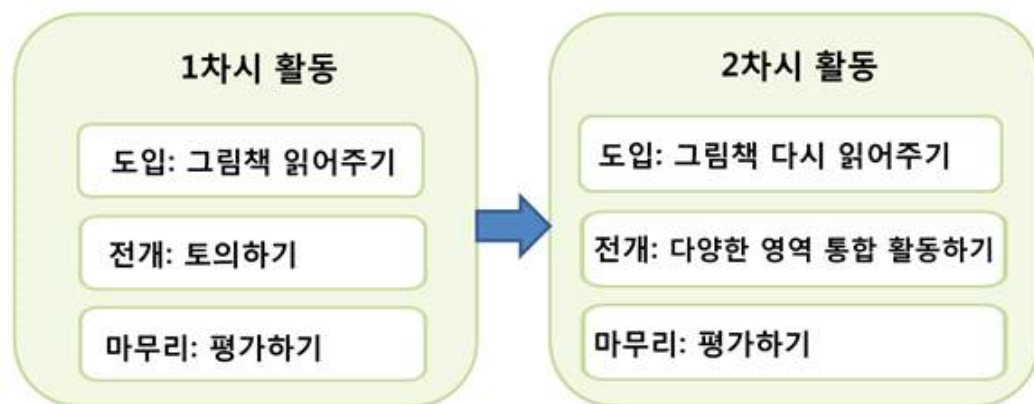 1차시 활동
도입: 그림책 읽어주기
전개: 토의하기
마무리: 평가하기
2차시 활동
도입: 그림책 다시 읽어주기
전개: 다양한 영역 통합 활동하기
마무리: 평가하기